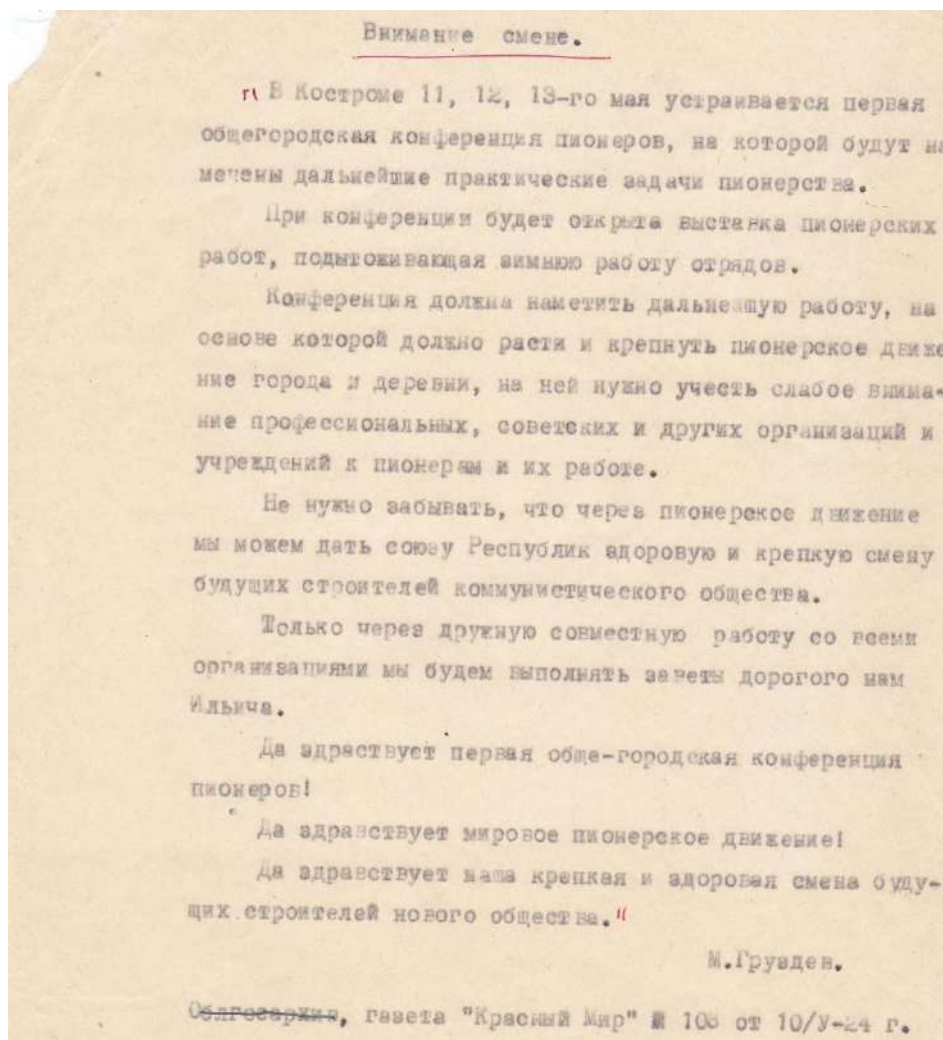 Внимание смене.
" В Костроме 11, 12, 13-го мая устраивается первая
общегородская конференция пионеров, на которой будут на
мечены дальнейшие практические задачи пионерства.
При конференции будет открыта выставка пионерских
работ, подытоживающая зимнюю работу отрядов.
Конференция должна наметить дальнейшую работу, на
основе которой должно расти и крепнуть пионерское движе
ние города и деревни, на ней нужно учесть слабое внима-
ние профессиональных, советских и других организаций и
учреждений к пионерам и их работе.
Не нужно забывать, что через пионерское движение
мы можем дать союзу Республик здоровую и крепкую смену
будущих строителей коммунистического общества.
Только через дружную совместную работу со всеми
организациями мы будем выполнять заветы дорогого нам
Ильича.
Да здраствует первая обще-городская конференция
пионеров!
Да здравствует мировое пионерское движение!
Да здравствует наша крепкая и здоровая смена буду-
щих строителей нового общества."
М.Груздев.
Облгосархив, газета "Красный Мир" № 103 от 10/У-24 г.